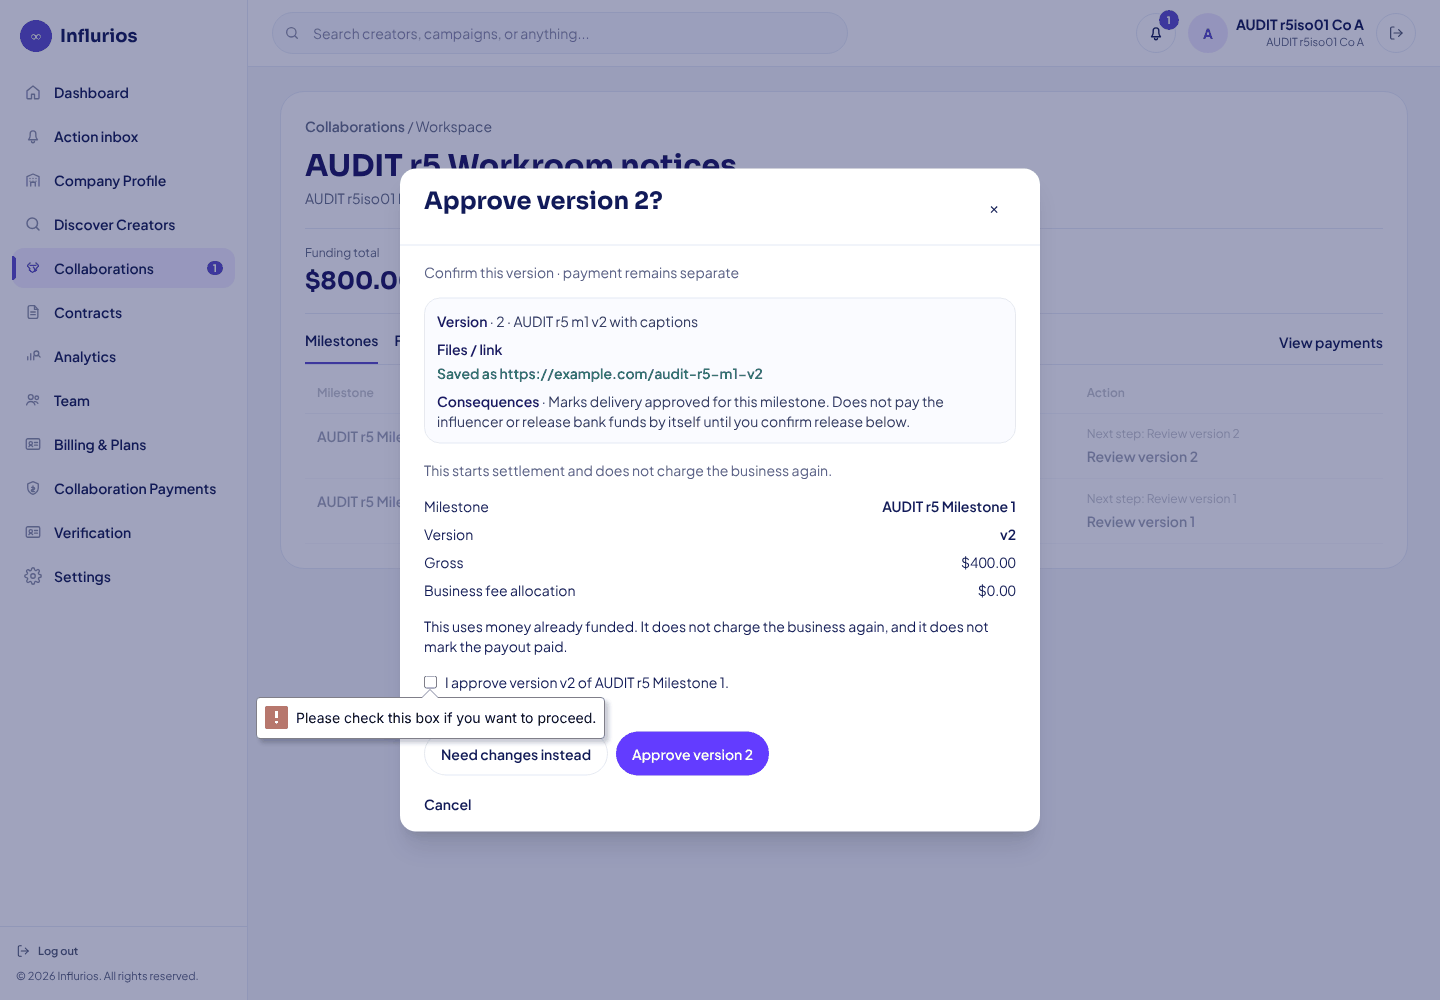 Influrios
Search creators, campaigns, or anything...
1
A
AUDIT r5iso01 Co A
AUDIT r5iso01 Co A
Dashboard
Action inbox
Company Profile
Discover Creators
Collaborations 1
Contracts
Analytics
Team
Billing & Plans
Collaboration Payments
Verification
Settings
Log out
© 2026 Influrios. All rights reserved.
Collaborations / Workspace
AUDIT r5 Workroom notices
AUDIT r5iso01
Funding total
$800.0
Milestones
View payments
Milestone
Action
AUDIT r5
Next step: Review version 2
Review version 2
AUDIT r5
Next step: Review version 1
Review version 1
Approve version 2?
×
Confirm this version · payment remains separate
Version · 2 · AUDIT r5 m1 v2 with captions
Files / link
Saved as https://example.com/audit-r5-m1-v2
Consequences · Marks delivery approved for this milestone. Does not pay the
influencer or release bank funds by itself until you confirm release below.
This starts settlement and does not charge the business again.
Milestone AUDIT r5 Milestone 1
Version v2
Gross $400.00
Business fee allocation $0.00
This uses money already funded. It does not charge the business again, and it does not
mark the payout paid.
I approve version v2 of AUDIT r5 Milestone 1.
Please check this box if you want to proceed.
Need changes instead
Approve version 2
Cancel